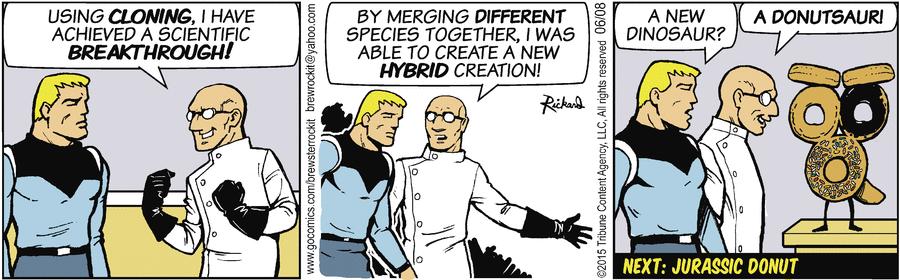 USING CLONING, I HAVE
ACHIEVED A SCIENTIFIC
BREAKTHROUGH!
www.gocomics.com/brewsterrockit brewrockit@yahoo.com
BY MERGING DIFFERENT
SPECIES TOGETHER, I WAS
ABLE TO CREATE A NEW
HYBRID CREATION!
Rickard
©2015 Tribune Content Agency, LLC, All rights reserved 06/08
A NEW
DINOSAUR?
A DONUTSAUR!
NEXT: JURASSIC DONUT